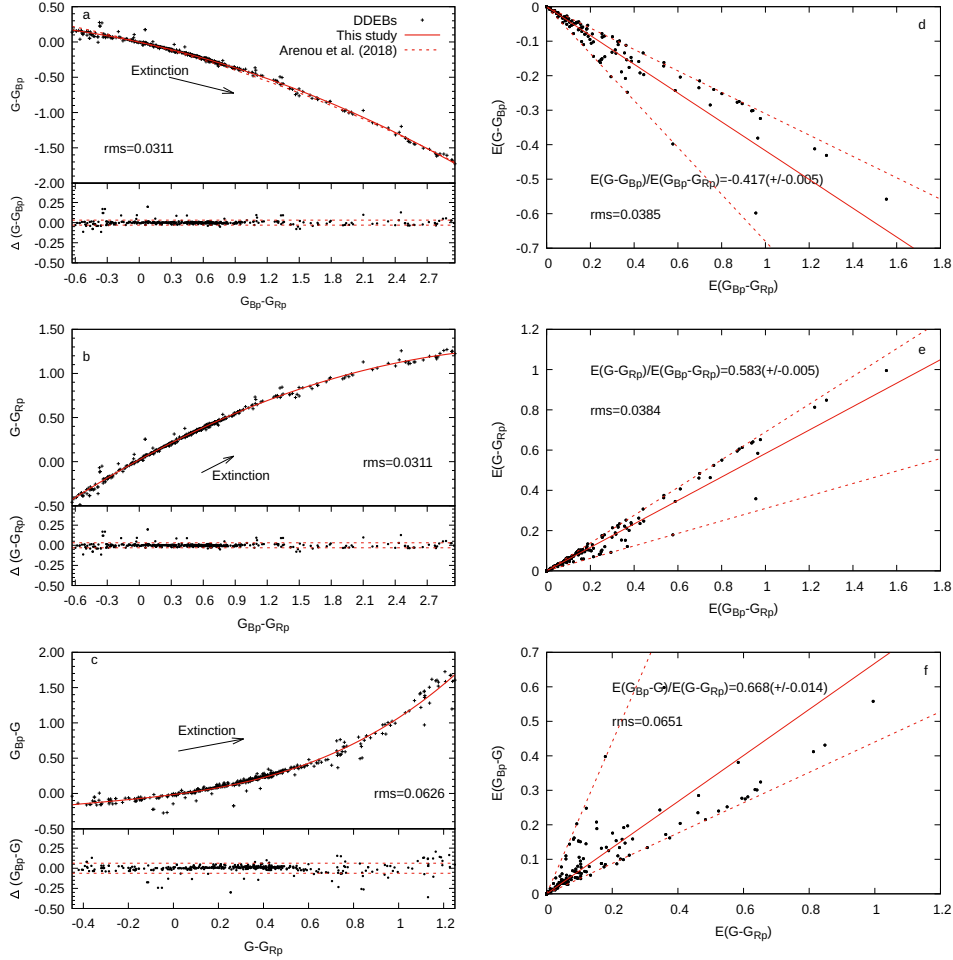 a
DDEBs
This study
Arenou et al. (2018)
Extinction
rms=0.0311
G-G_Bp
0.50
0.00
-0.50
-1.00
-1.50
-2.00
Δ (G-G_Bp)
0.25
0.00
-0.25
-0.50
-0.6 -0.3 0 0.3 0.6 0.9 1.2 1.5 1.8 2.1 2.4 2.7
G_Bp-G_Rp
d
E(G-G_Bp)
0
-0.1
-0.2
-0.3
-0.4
-0.5
-0.6
-0.7
E(G-G_Bp)/E(G_Bp-G_Rp)=-0.417(+/-0.005)
rms=0.0385
0 0.2 0.4 0.6 0.8 1 1.2 1.4 1.6 1.8
E(G_Bp-G_Rp)
b
G-G_Rp
1.50
1.00
0.50
0.00
-0.50
Extinction
rms=0.0311
Δ (G-G_Rp)
0.25
0.00
-0.25
-0.50
-0.6 -0.3 0 0.3 0.6 0.9 1.2 1.5 1.8 2.1 2.4 2.7
G_Bp-G_Rp
e
E(G-G_Rp)
1.2
1
0.8
0.6
0.4
0.2
0
E(G-G_Rp)/E(G_Bp-G_Rp)=0.583(+/-0.005)
rms=0.0384
0 0.2 0.4 0.6 0.8 1 1.2 1.4 1.6 1.8
E(G_Bp-G_Rp)
c
G_Bp-G
2.00
1.50
1.00
0.50
0.00
-0.50
Extinction
rms=0.0626
Δ (G_Bp-G)
0.25
0.00
-0.25
-0.50
-0.4 -0.2 0 0.2 0.4 0.6 0.8 1 1.2
G-G_Rp
f
E(G_Bp-G)
0.7
0.6
0.5
0.4
0.3
0.2
0.1
0
E(G_Bp-G)/E(G-G_Rp)=0.668(+/-0.014)
rms=0.0651
0 0.2 0.4 0.6 0.8 1 1.2
E(G-G_Rp)